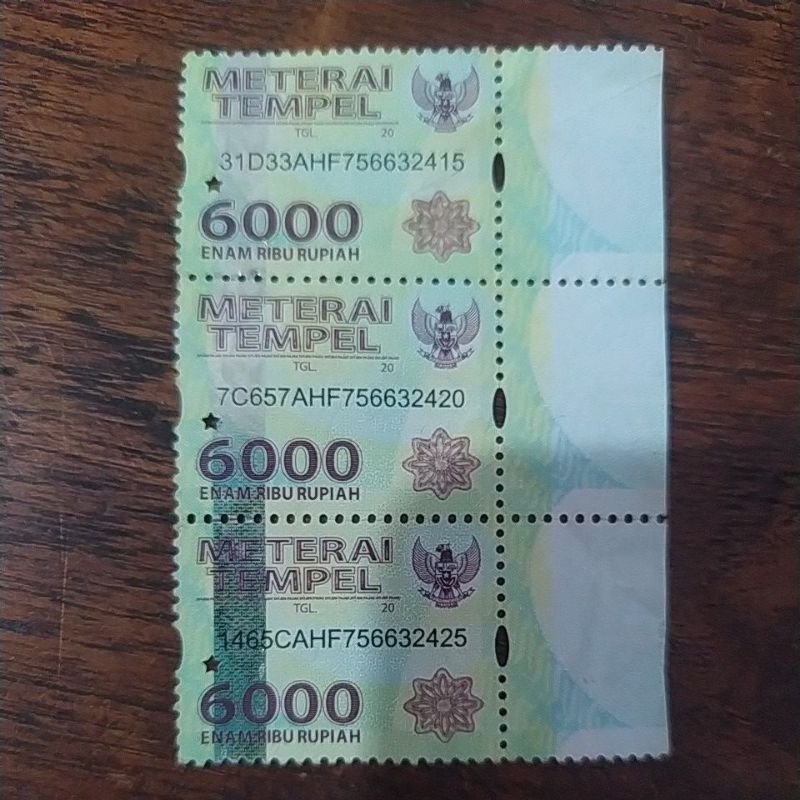 METERAI
TEMPEL
TGL. 20
31D33AHF756632415
6000
ENAM RIBU RUPIAH
METERAI
TEMPEL
TGL. 20
7C657AHF756632420
6000
ENAM RIBU RUPIAH
METERAI
TEMPEL
TGL. 20
1465CAHF756632425
6000
ENAM RIBU RUPIAH